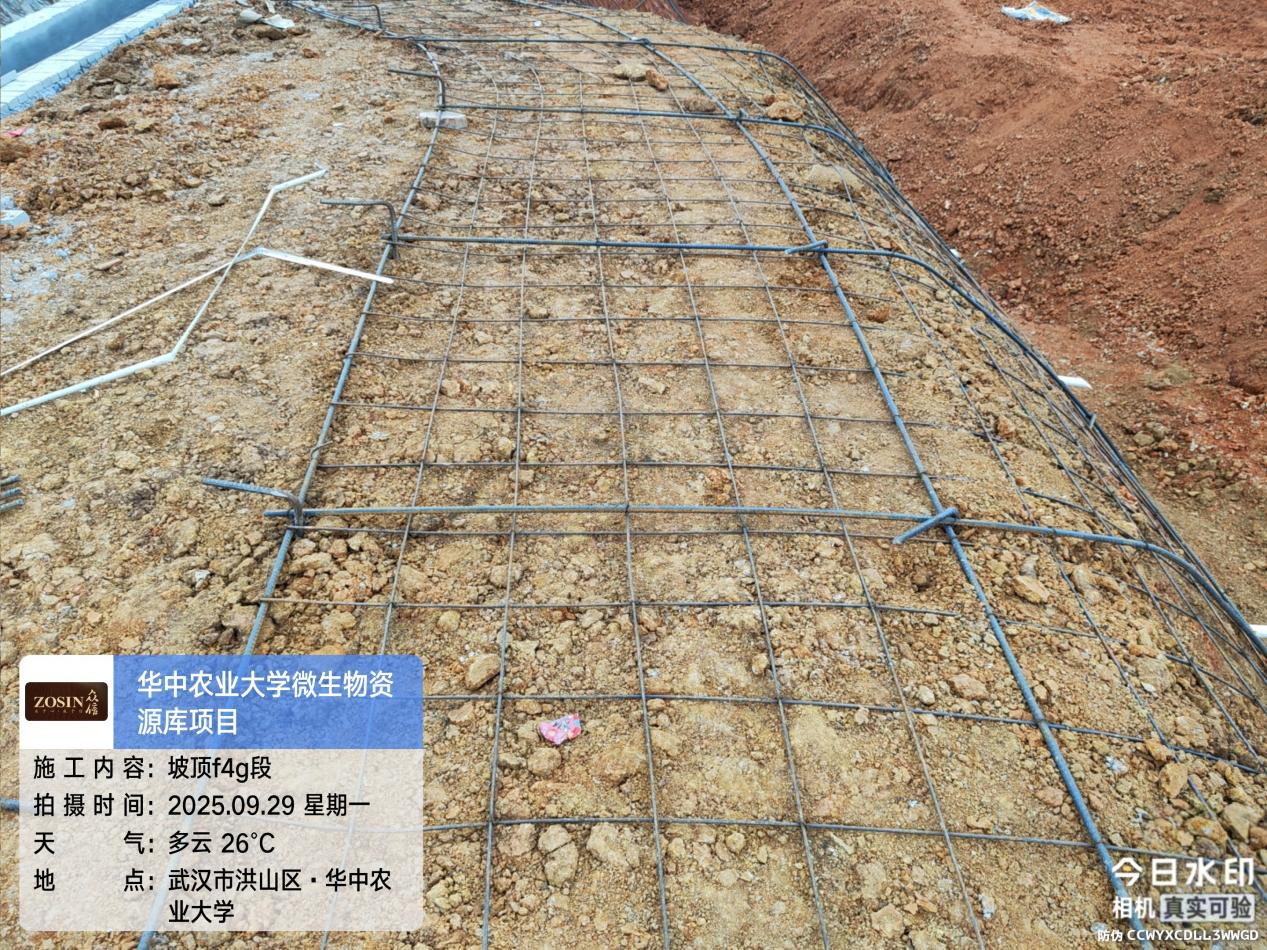 ZOSIN 众信
华中农业大学微生物资
源库项目
施工内容：坡顶f4g段
拍摄时间：2025.09.29 星期一
天气：多云 26°C
地点：武汉市洪山区·华中农
业大学
今日水印
相机 真实可验
防伪 CCWYXCDLL3WWGD